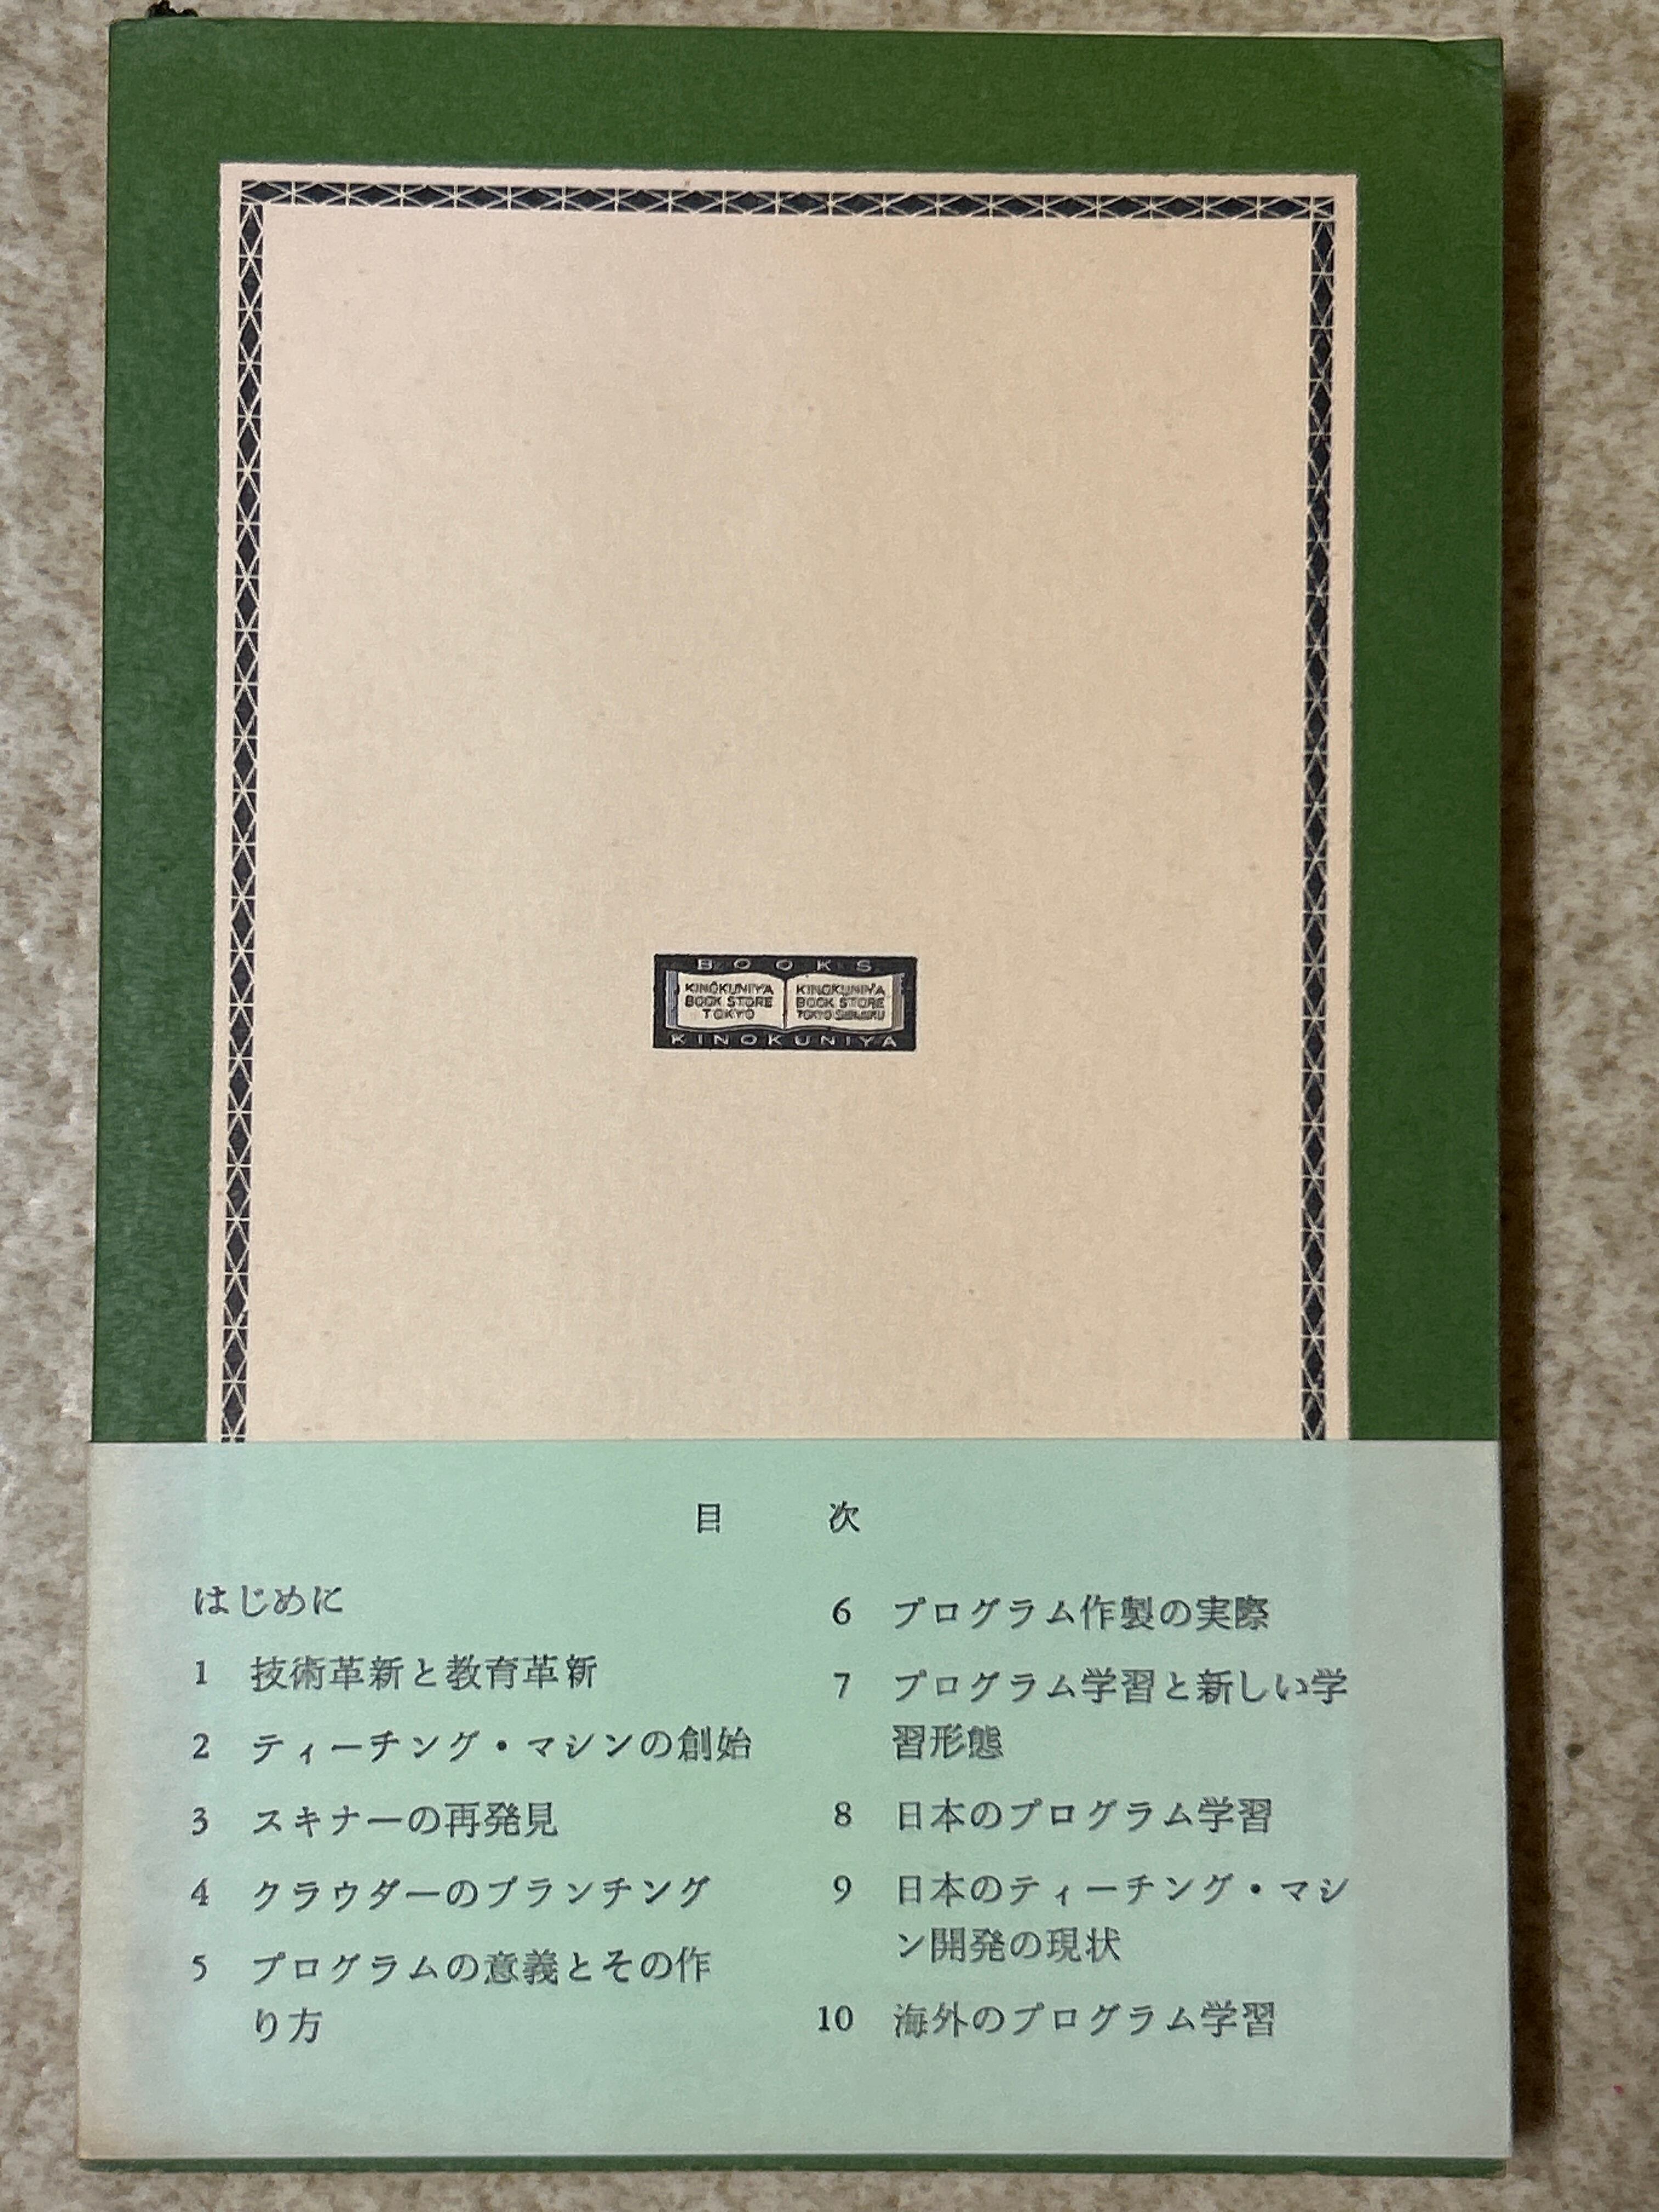 BOOKS
KINOKUNIYA
BOOK STORE
TOKYO
KINOKUNIYA
BOOK STORE
TOKYO SHINJUKU
KINOKUNIYA
目 次
はじめに
1 技術革新と教育革新
2 ティーチング・マシンの創始
3 スキナーの再発見
4 クラウダーのブランチング
5 プログラムの意義とその作
り方
6 プログラム作製の実際
7 プログラム学習と新しい学
習形態
8 日本のプログラム学習
9 日本のティーチング・マシ
ン開発の現状
10 海外のプログラム学習